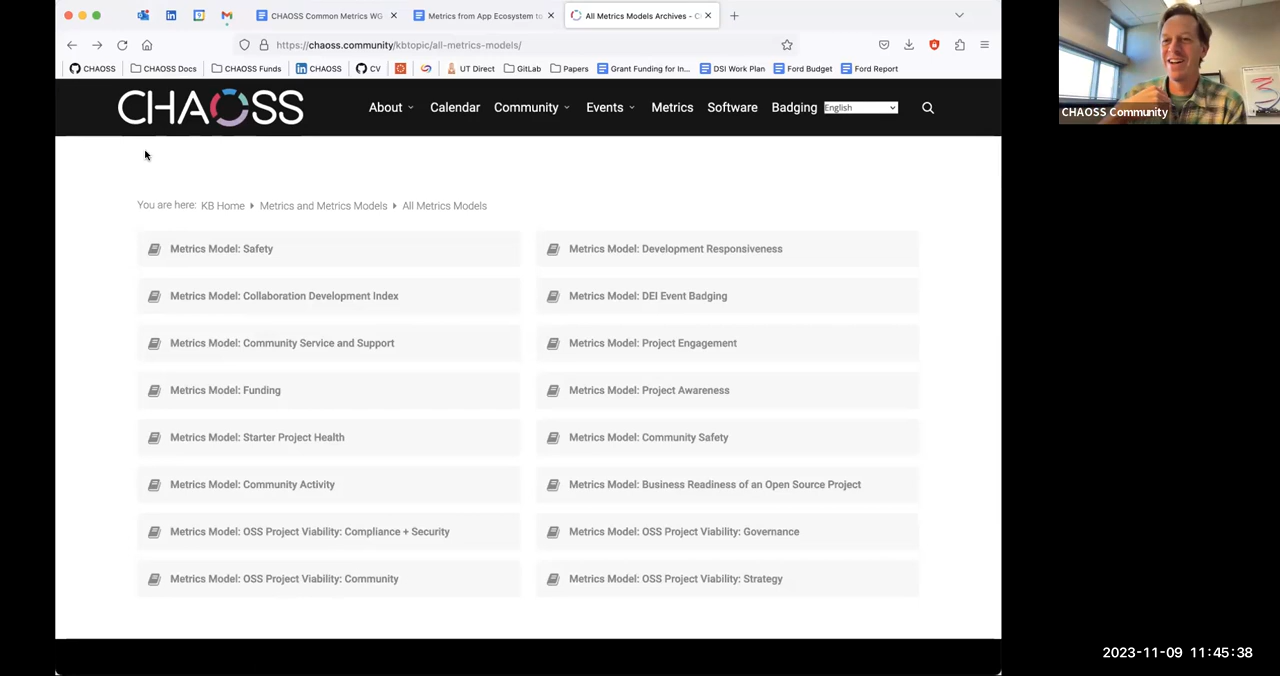 CHAOSS Common Metrics WG
Metrics from App Ecosystem to
All Metrics Models Archives - C
https://chaoss.community/kbtopic/all-metrics-models/
CHAOSS
CHAOSS Docs
CHAOSS Funds
CHAOSS
CV
UT Direct
GitLab
Papers
Grant Funding for In...
DSI Work Plan
Ford Budget
Ford Report
CHAOSS
About
Calendar
Community
Events
Metrics
Software
Badging
English
You are here: KB Home Metrics and Metrics Models All Metrics Models
Metrics Model: Safety
Metrics Model: Development Responsiveness
Metrics Model: Collaboration Development Index
Metrics Model: DEI Event Badging
Metrics Model: Community Service and Support
Metrics Model: Project Engagement
Metrics Model: Funding
Metrics Model: Project Awareness
Metrics Model: Starter Project Health
Metrics Model: Community Safety
Metrics Model: Community Activity
Metrics Model: Business Readiness of an Open Source Project
Metrics Model: OSS Project Viability: Compliance + Security
Metrics Model: OSS Project Viability: Governance
Metrics Model: OSS Project Viability: Community
Metrics Model: OSS Project Viability: Strategy
CHAOSS Community
3
2023-11-09 11:45:38